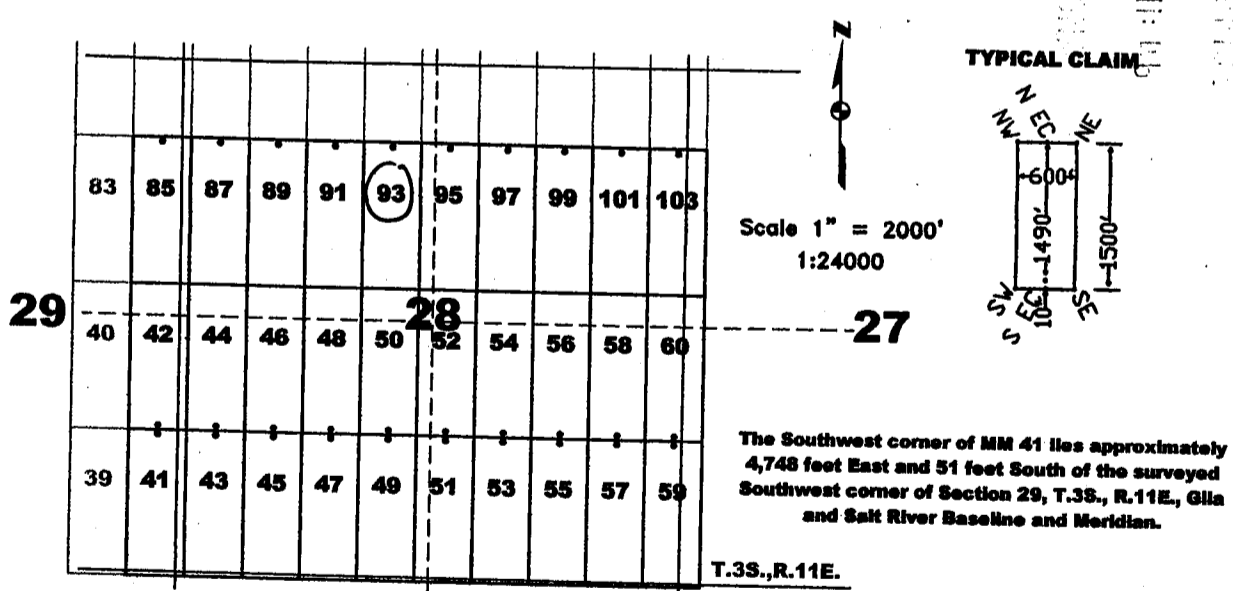 N
TYPICAL CLAIM
N EC
NW
NE
600'
1490'
1500'
10'
SW
S EC
SE
Scale 1" = 2000'
1:24000
83 85 87 89 91 93 95 97 99 101 103
29 28 27
40 42 44 46 48 50 52 54 56 58 60
39 41 43 45 47 49 51 53 55 57 59
The Southwest corner of MM 41 lies approximately
4,748 feet East and 51 feet South of the surveyed
Southwest corner of Section 29, T.3S., R.11E., Gila
and Salt River Baseline and Meridian.
T.3S.,R.11E.